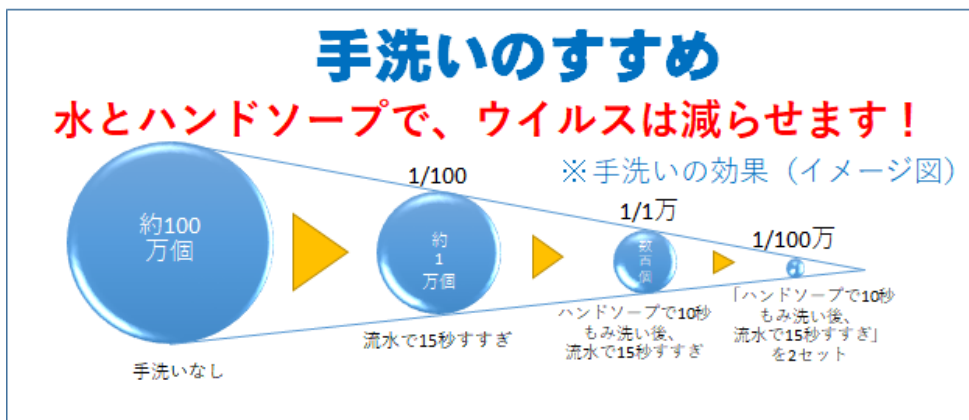 手洗いのすすめ
水とハンドソープで、ウイルスは減らせます！
※手洗いの効果（イメージ図）
約100
万個
手洗いなし
1/100
約
1
万個
流水で15秒すすぎ
1/1万
数百個
ハンドソープで10秒
もみ洗い後、
流水で15秒すすぎ
1/100万
「ハンドソープで10秒
もみ洗い後、
流水で15秒すすぎ」
を2セット